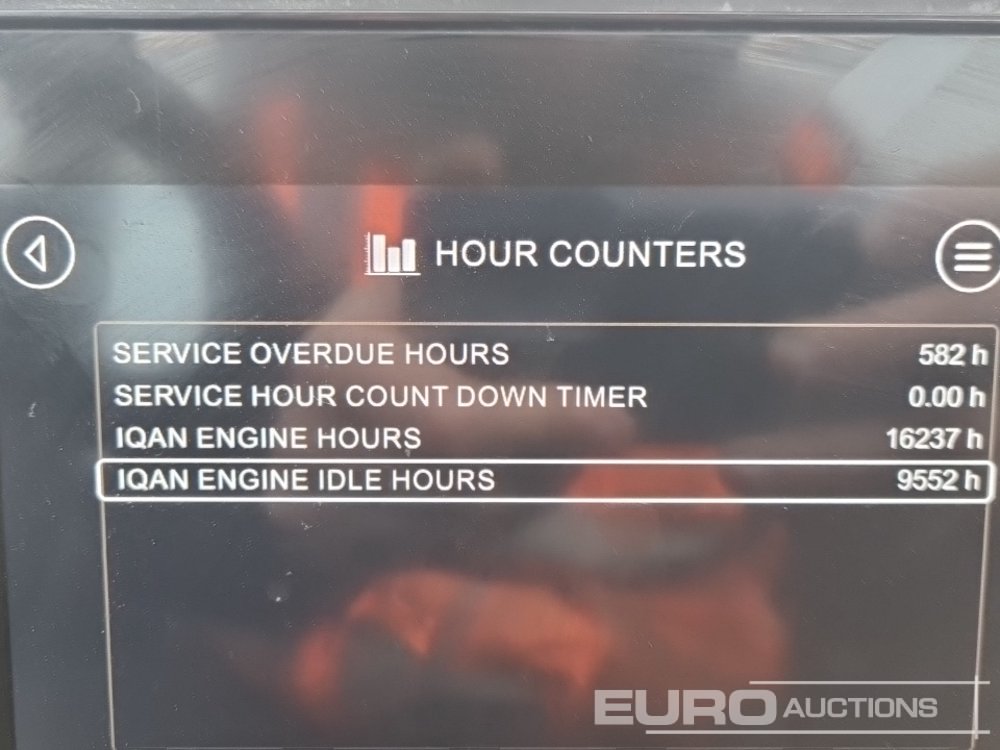 HOUR COUNTERS
SERVICE OVERDUE HOURS 582 h
SERVICE HOUR COUNT DOWN TIMER 0.00 h
IQAN ENGINE HOURS 16237 h
IQAN ENGINE IDLE HOURS 9552 h
EURO AUCTIONS